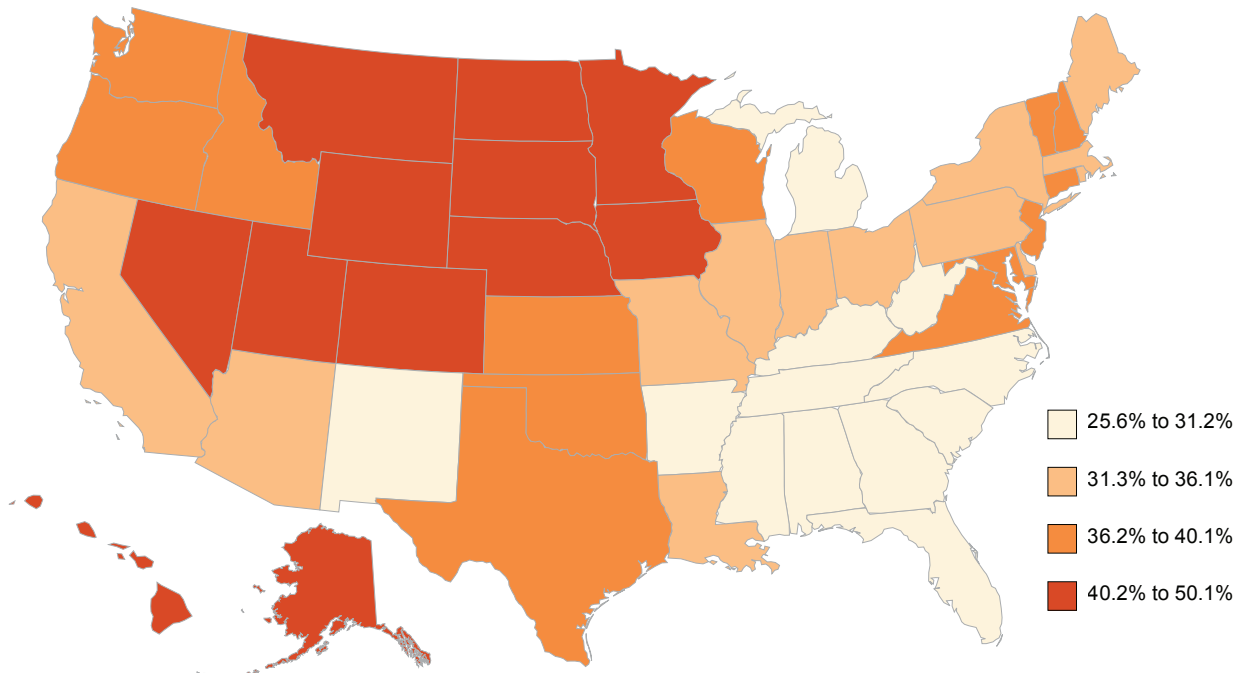 25.6% to 31.2%
31.3% to 36.1%
36.2% to 40.1%
40.2% to 50.1%